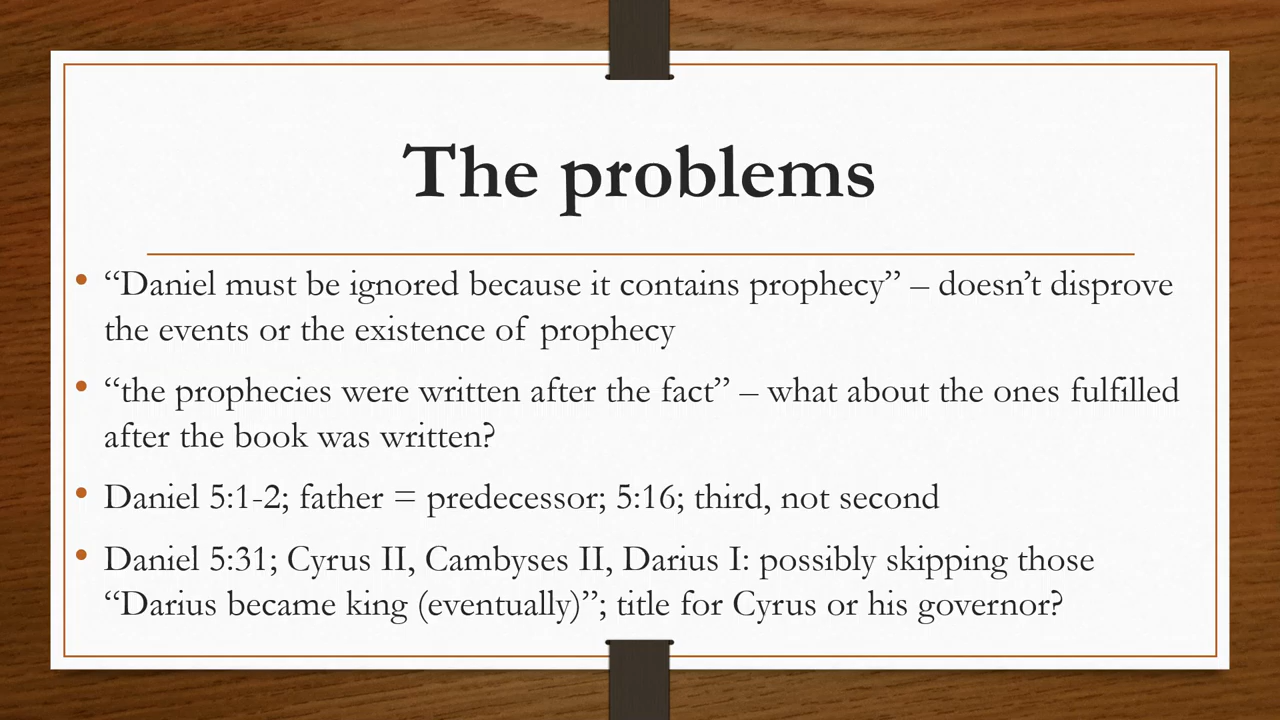 The problems
• “Daniel must be ignored because it contains prophecy” – doesn’t disprove
the events or the existence of prophecy
• “the prophecies were written after the fact” – what about the ones fulfilled
after the book was written?
• Daniel 5:1-2; father = predecessor; 5:16; third, not second
• Daniel 5:31; Cyrus II, Cambyses II, Darius I: possibly skipping those
“Darius became king (eventually)”; title for Cyrus or his governor?